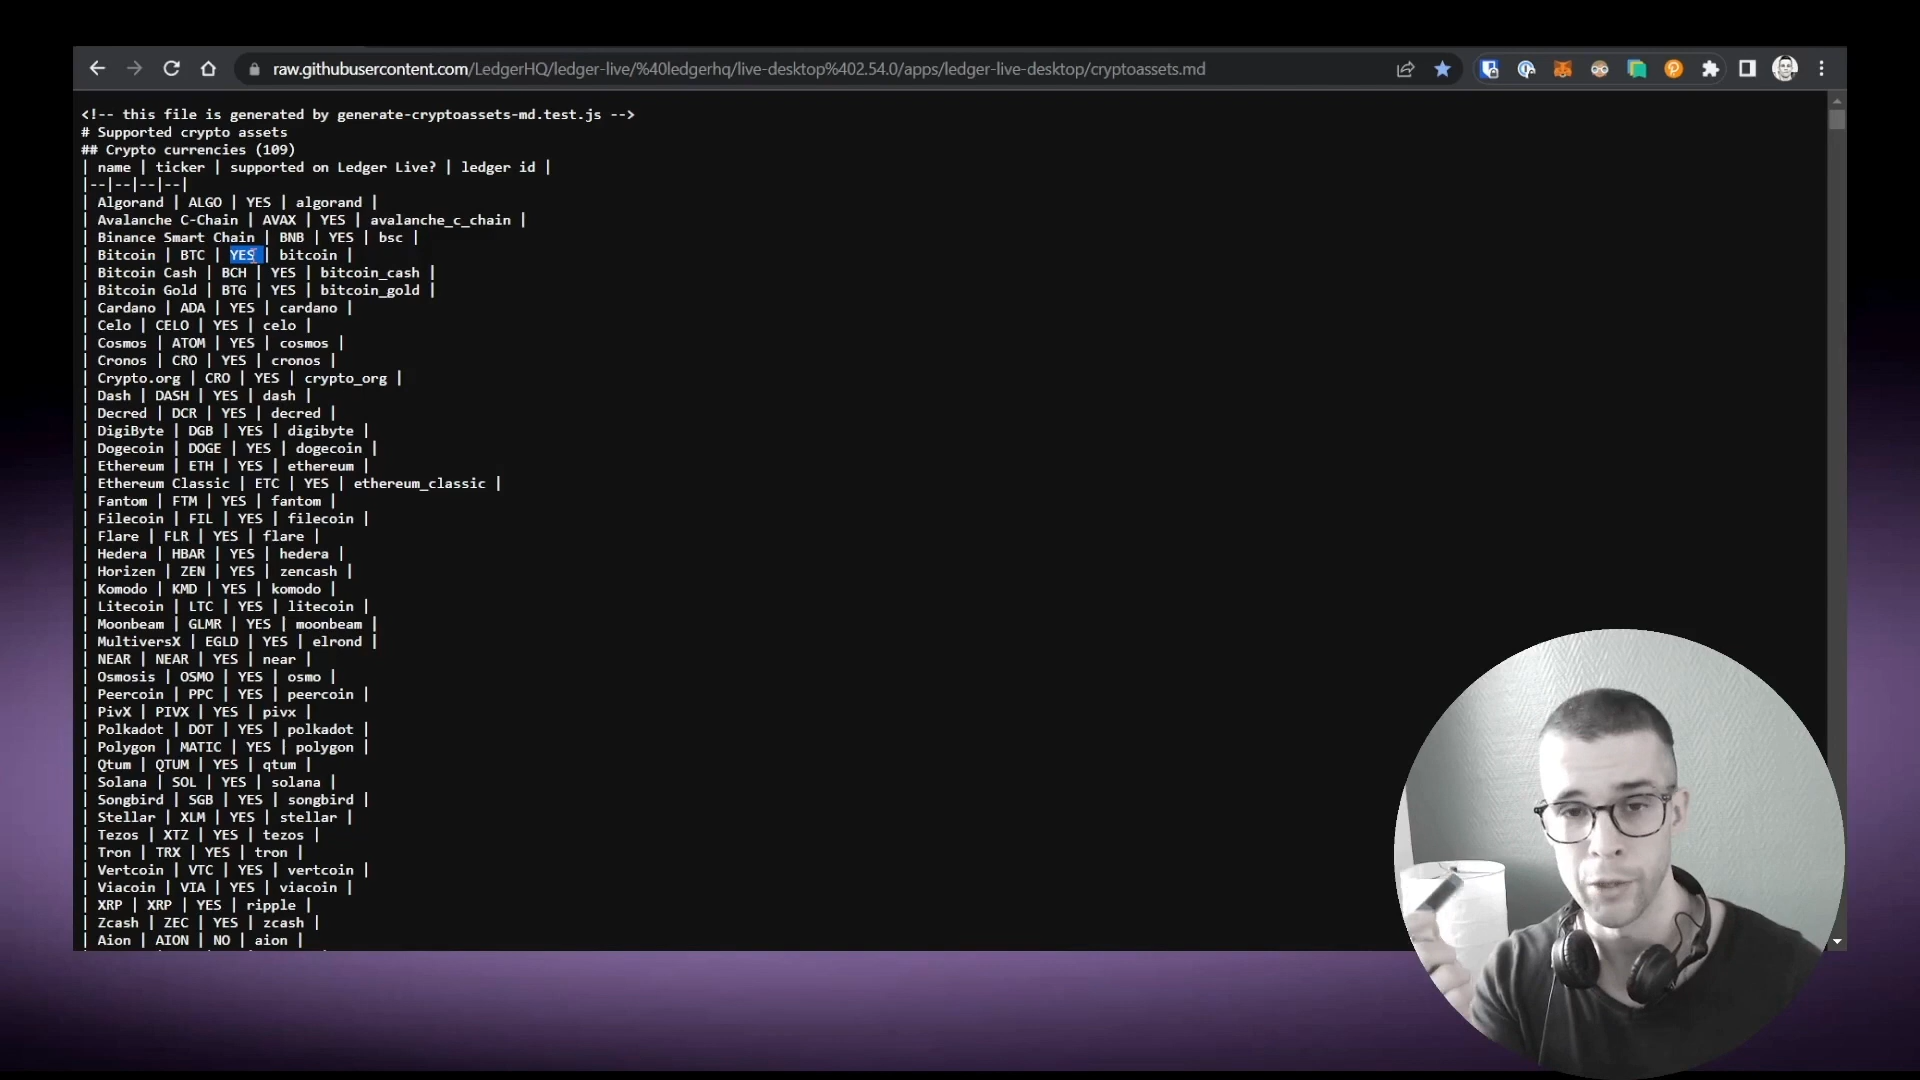 raw.githubusercontent.com/LedgerHQ/ledger-live/%40ledgerhq/live-desktop%402.54.0/apps/ledger-live-desktop/cryptoassets.md
<!-- this file is generated by generate-cryptoassets-md.test.js -->
# Supported crypto assets
## Crypto currencies (109)
| name | ticker | supported on Ledger Live? | ledger id |
|--|--|--|--|
| Algorand | ALGO | YES | algorand |
| Avalanche C-Chain | AVAX | YES | avalanche_c_chain |
| Binance Smart Chain | BNB | YES | bsc |
| Bitcoin | BTC | YES | bitcoin |
| Bitcoin Cash | BCH | YES | bitcoin_cash |
| Bitcoin Gold | BTG | YES | bitcoin_gold |
| Cardano | ADA | YES | cardano |
| Celo | CELO | YES | celo |
| Cosmos | ATOM | YES | cosmos |
| Cronos | CRO | YES | cronos |
| Crypto.org | CRO | YES | crypto_org |
| Dash | DASH | YES | dash |
| Decred | DCR | YES | decred |
| DigiByte | DGB | YES | digibyte |
| Dogecoin | DOGE | YES | dogecoin |
| Ethereum | ETH | YES | ethereum |
| Ethereum Classic | ETC | YES | ethereum_classic |
| Fantom | FTM | YES | fantom |
| Filecoin | FIL | YES | filecoin |
| Flare | FLR | YES | flare |
| Hedera | HBAR | YES | hedera |
| Horizen | ZEN | YES | zencash |
| Komodo | KMD | YES | komodo |
| Litecoin | LTC | YES | litecoin |
| Moonbeam | GLMR | YES | moonbeam |
| MultiversX | EGLD | YES | elrond |
| NEAR | NEAR | YES | near |
| Osmosis | OSMO | YES | osmo |
| Peercoin | PPC | YES | peercoin |
| PivX | PIVX | YES | pivx |
| Polkadot | DOT | YES | polkadot |
| Polygon | MATIC | YES | polygon |
| Qtum | QTUM | YES | qtum |
| Solana | SOL | YES | solana |
| Songbird | SGB | YES | songbird |
| Stellar | XLM | YES | stellar |
| Tezos | XTZ | YES | tezos |
| Tron | TRX | YES | tron |
| Vertcoin | VTC | YES | vertcoin |
| Viacoin | VIA | YES | viacoin |
| XRP | XRP | YES | ripple |
| Zcash | ZEC | YES | zcash |
| Aion | AION | NO | aion |